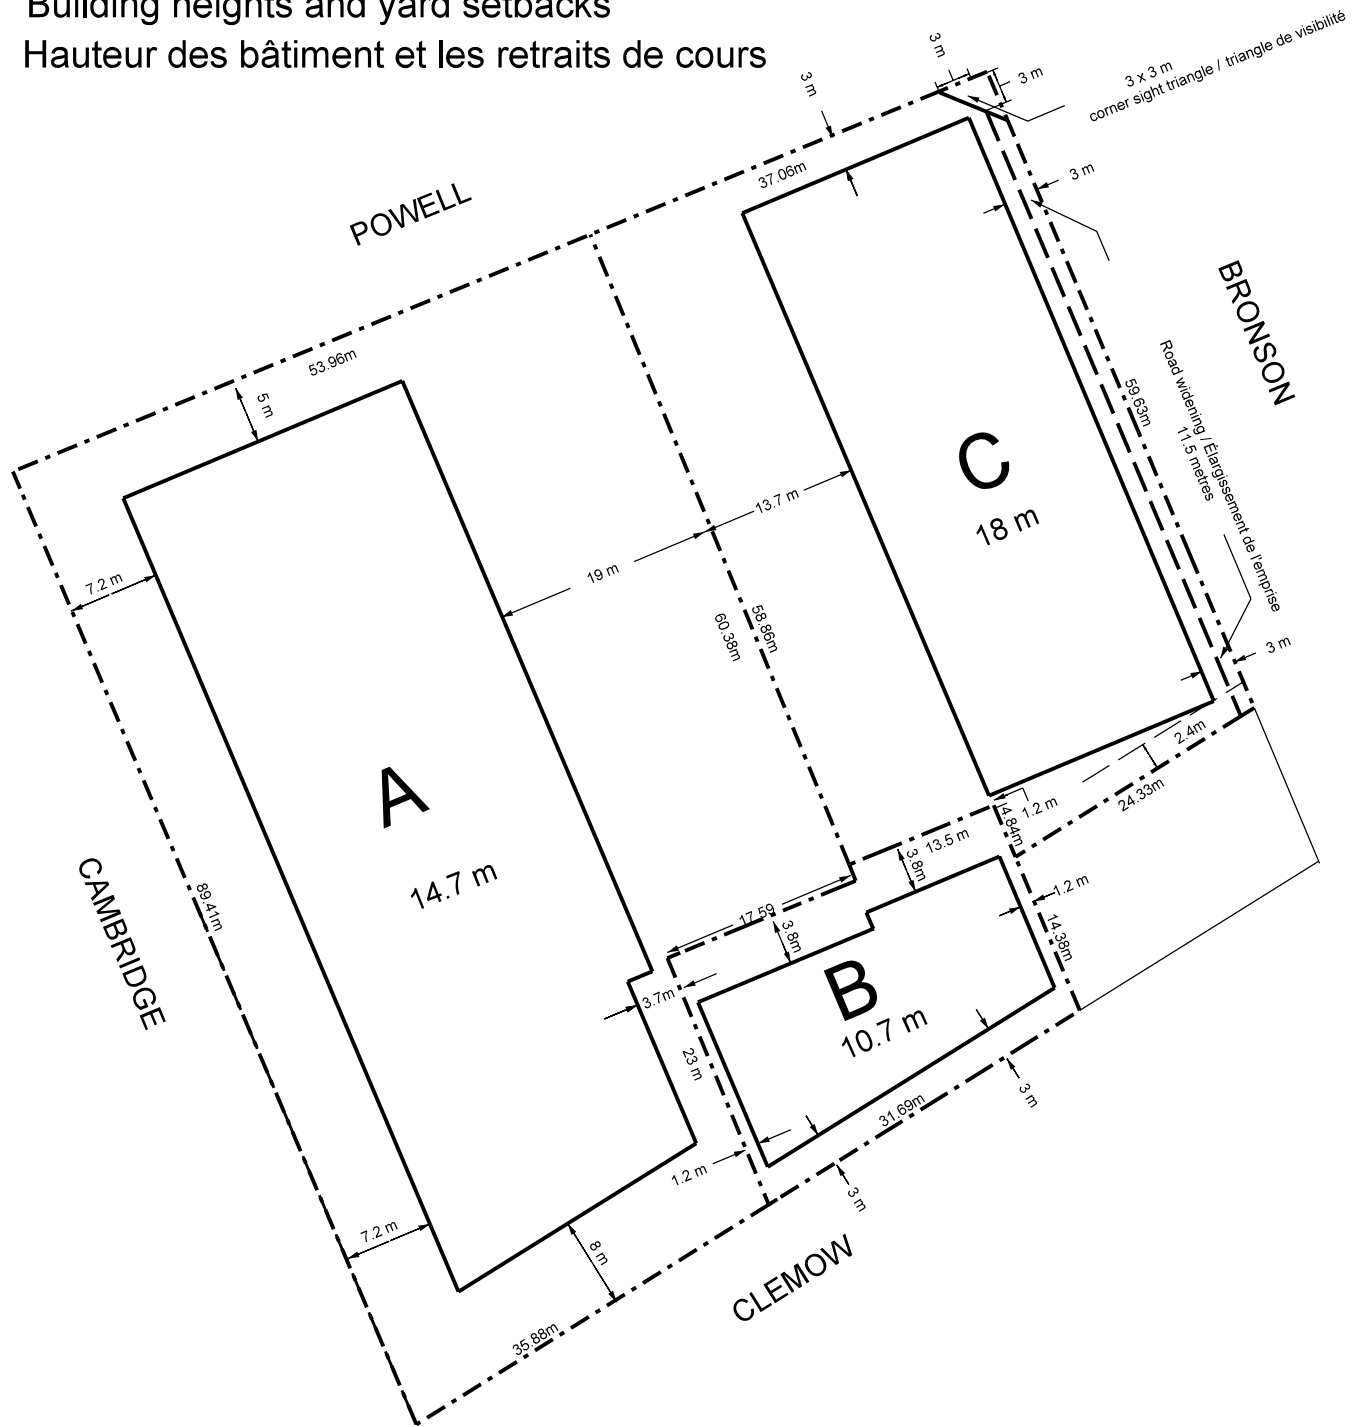 Building heights and yard setbacks
Hauteur des bâtiment et les retraits de cours
3 m
3 m
3 x 3 m
corner sight triangle / triangle de visibilité
3 m
37.06m
3 m
POWELL
BRONSON
53.96m
5 m
59.63m
Road widening / Élargissement de l'emprise
11.5 metres
C
18 m
13.7 m
19 m
7.2 m
58.86m
60.38m
3 m
2.4m
24.33m
1.2 m
4.84m
A
14.7 m
13.5 m
3.8m
CAMBRIDGE
89.41m
17.59
3.8m
1.2 m
14.38m
B
10.7 m
3.7m
23 m
31.69m
3 m
1.2 m
3 m
7.2 m
8 m
CLEMOW
35.88m